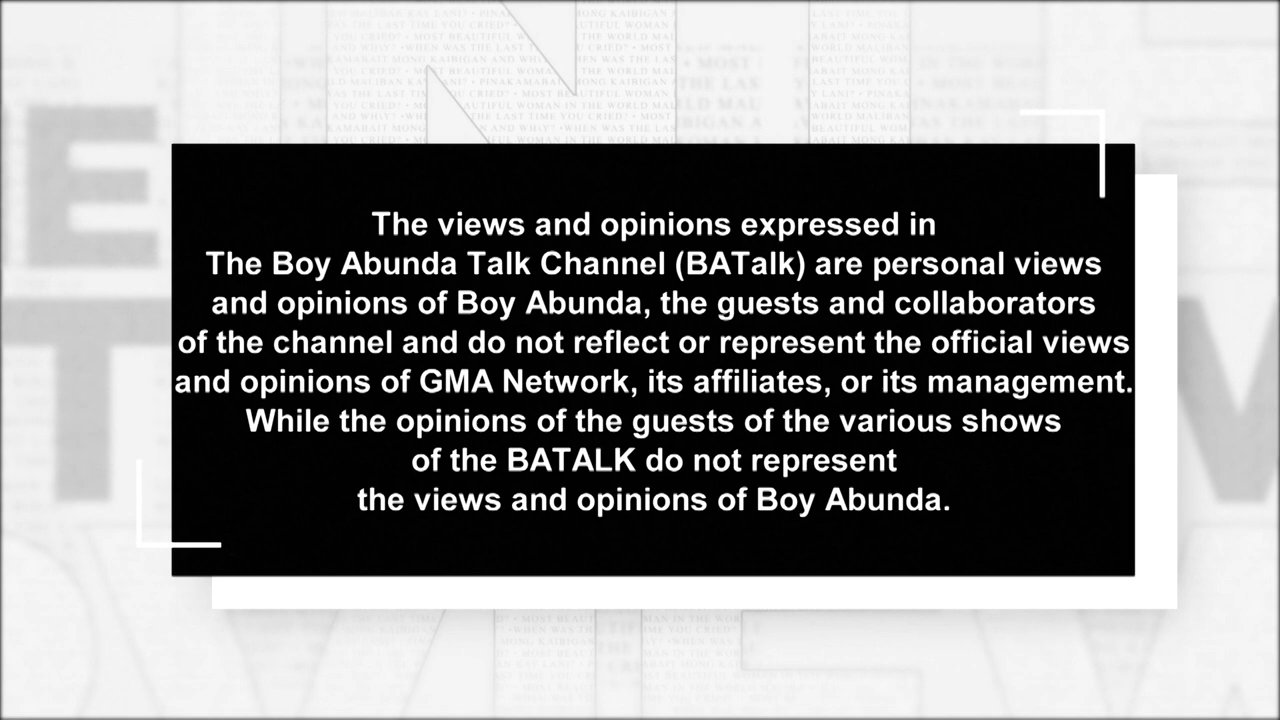 The views and opinions expressed in
The Boy Abunda Talk Channel (BATalk) are personal views
and opinions of Boy Abunda, the guests and collaborators
of the channel and do not reflect or represent the official views
and opinions of GMA Network, its affiliates, or its management.
While the opinions of the guests of the various shows
of the BATALK do not represent
the views and opinions of Boy Abunda.